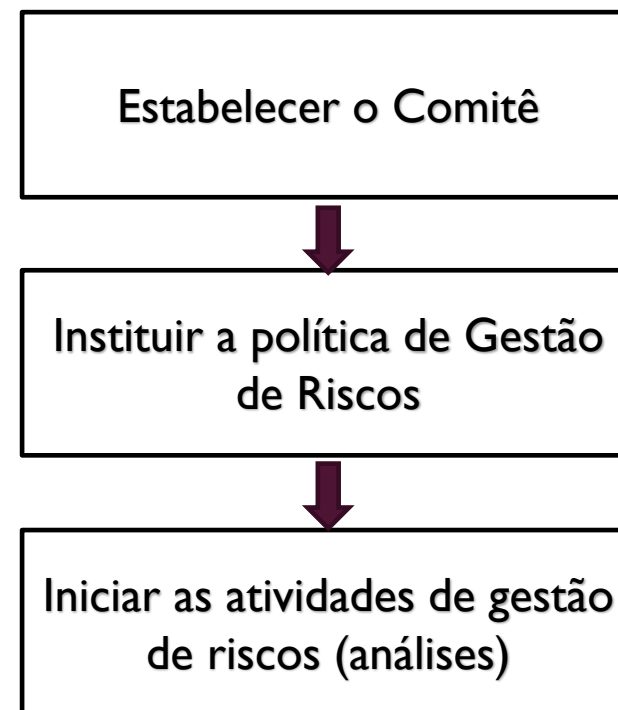 Estabelecer o Comitê
Instituir a política de Gestão
de Riscos
Iniciar as atividades de gestão
de riscos (análises)